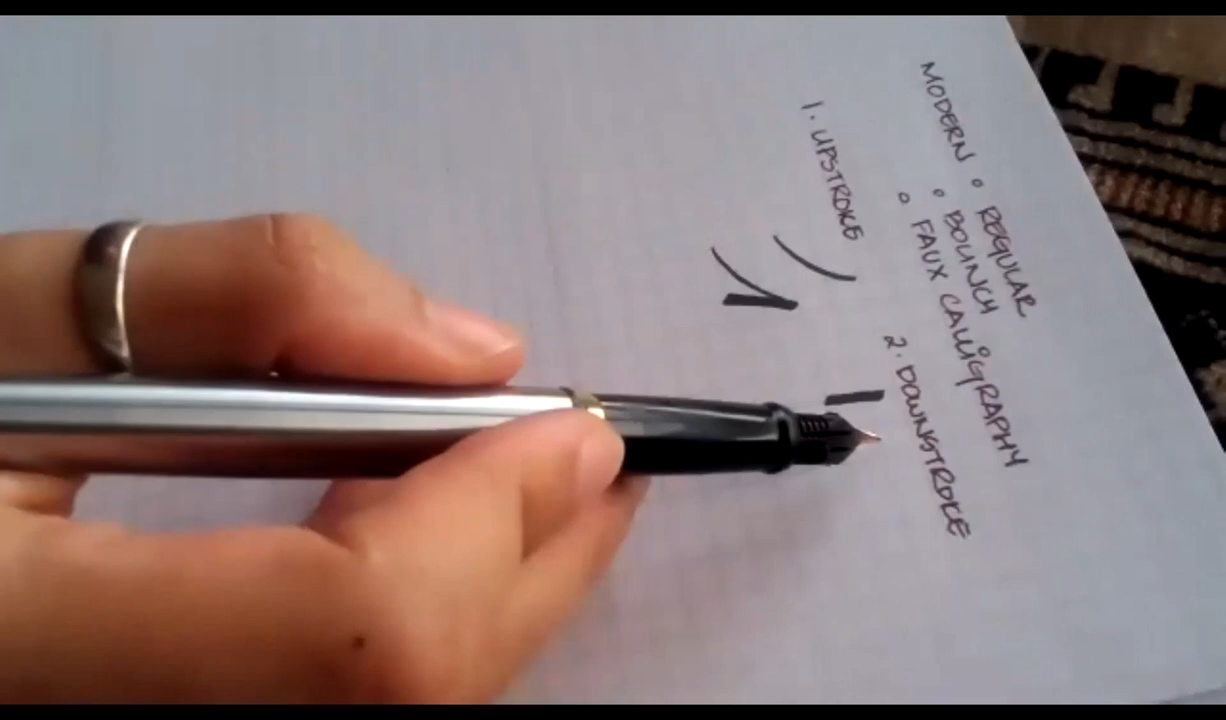 MODERN ° REGULAR
° BOUNCY
° FAUX CALLIGRAPHY
1. UPSTROKE
2. DOWNSTROKE